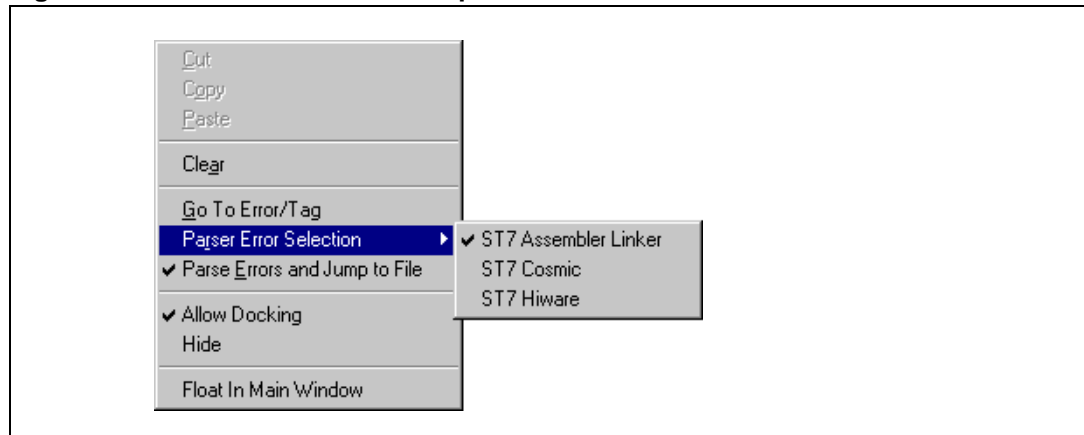 Cut
Copy
Paste
Clear
Go To Error/Tag
Parser Error Selection
Parse Errors and Jump to File
Allow Docking
Hide
Float In Main Window
ST7 Assembler Linker
ST7 Cosmic
ST7 Hiware